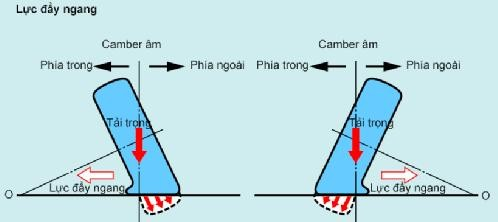 Lực đẩy ngang
Camber âm
Phía trong
Phía ngoài
Tải trọng
Lực đẩy ngang
O
Camber âm
Phía trong
Phía ngoài
Tải trọng
Lực đẩy ngang
O